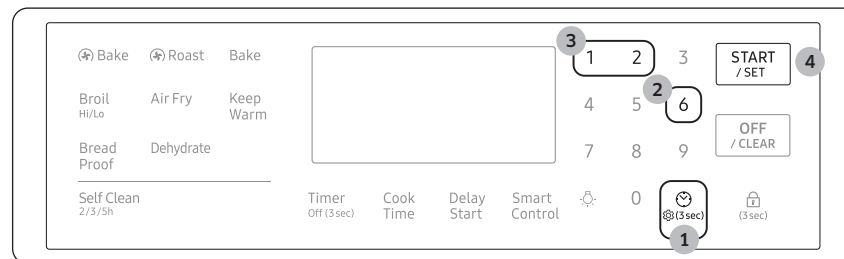 Bake Roast Bake
Broil Air Fry Keep
Hi/Lo Warm
Bread Dehydrate
Proof
Self Clean
2/3/5h
Timer Cook Delay Smart
Off (3 sec) Time Start Control
3
1 2 3
2
4 5 6
7 8 9
0
(3 sec)
1
START
/ SET
4
OFF
/ CLEAR
(3 sec)